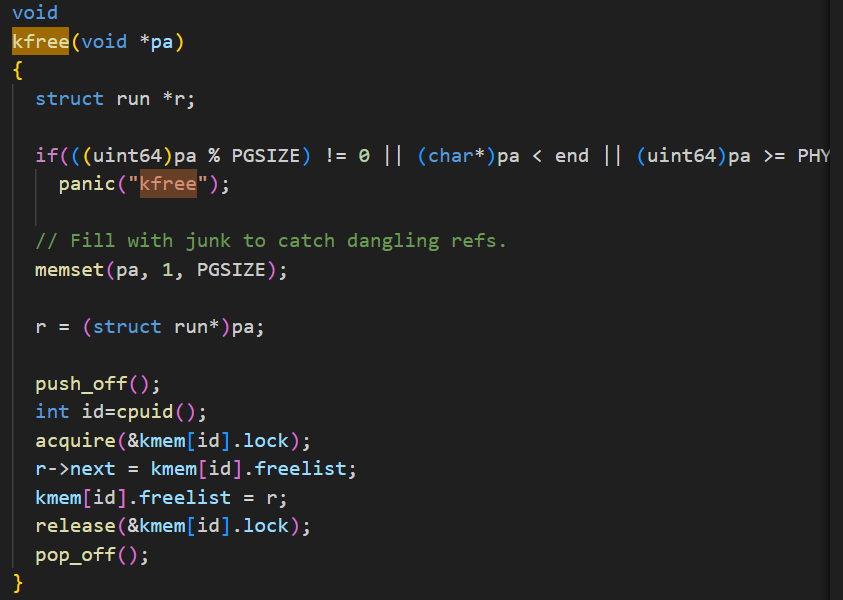 void
kfree(void *pa)
{
  struct run *r;

  if(((uint64)pa % PGSIZE) != 0 || (char*)pa < end || (uint64)pa >= PHY
    panic("kfree");

  // Fill with junk to catch dangling refs.
  memset(pa, 1, PGSIZE);

  r = (struct run*)pa;

  push_off();
  int id=cpuid();
  acquire(&kmem[id].lock);
  r->next = kmem[id].freelist;
  kmem[id].freelist = r;
  release(&kmem[id].lock);
  pop_off();
}